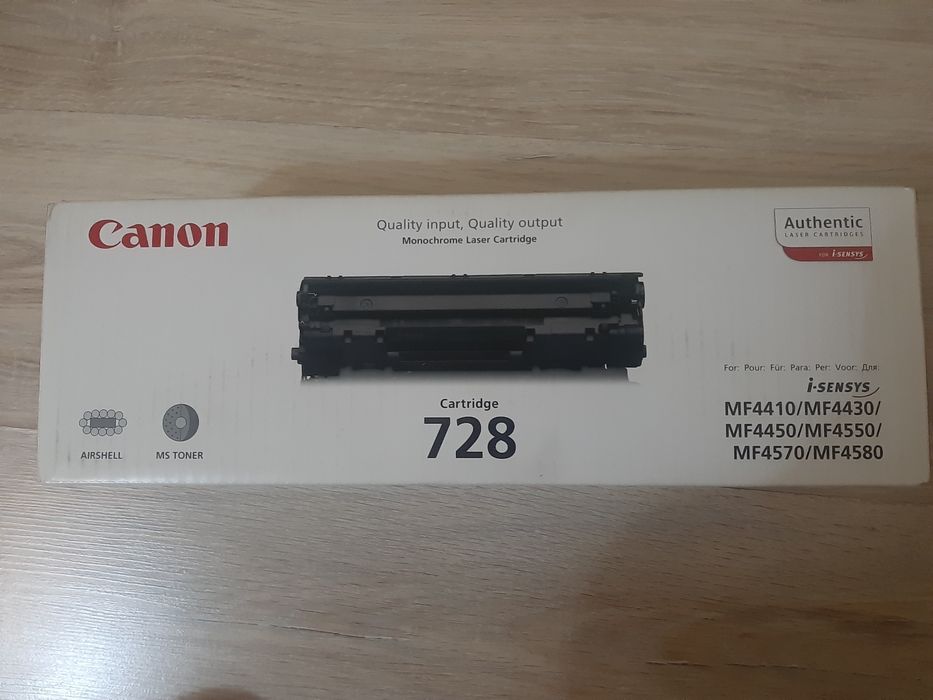 Canon
Quality input, Quality output
Monochrome Laser Cartridge
Authentic
LASER CARTRIDGES
FOR i-SENSYS
Cartridge
728
AIRSHELL
MS TONER
For: Pour: Für: Para: Per: Voor: Для:
i-SENSYS
MF4410/MF4430/
MF4450/MF4550/
MF4570/MF4580